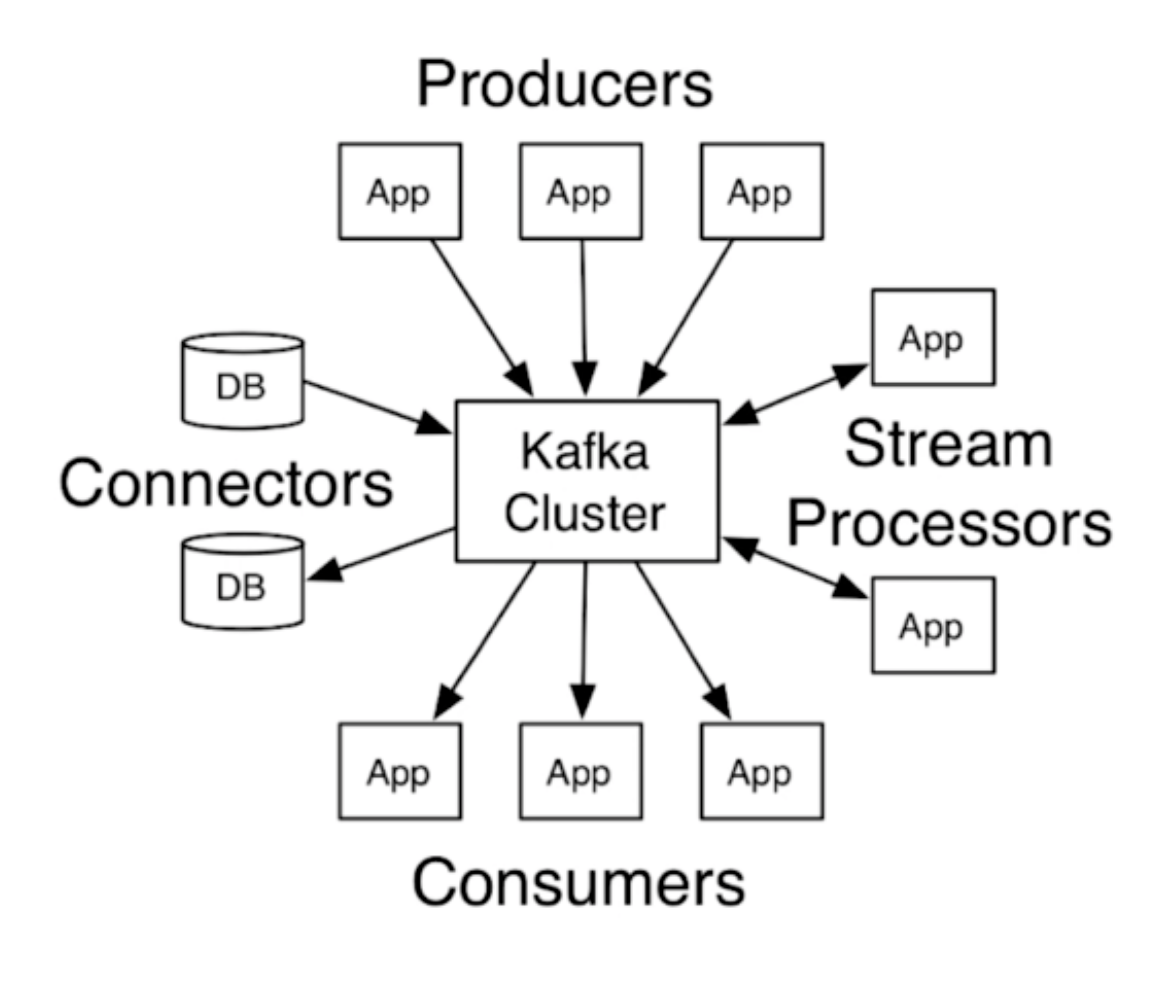 Producers
App
App
App
App
DB
Kafka
Cluster
Stream
Processors
Connectors
DB
App
App
App
App
Consumers